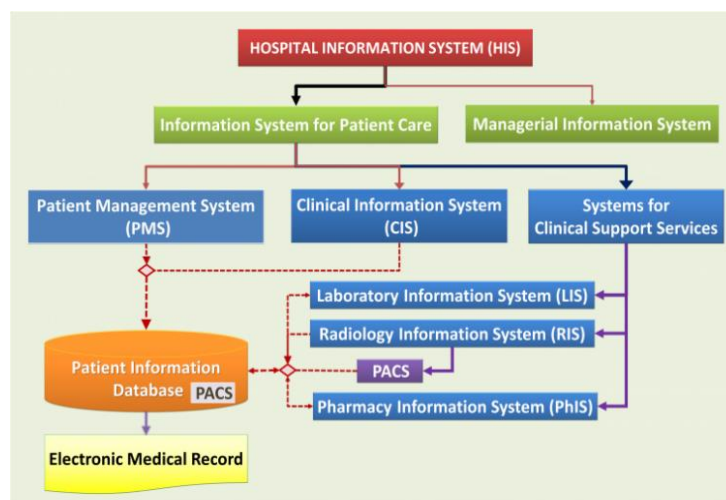 HOSPITAL INFORMATION SYSTEM (HIS)
Information System for Patient Care
Managerial Information System
Patient Management System
(PMS)
Clinical Information System
(CIS)
Systems for
Clinical Support Services
Laboratory Information System (LIS)
Radiology Information System (RIS)
PACS
Pharmacy Information System (PhIS)
Patient Information
Database
PACS
Electronic Medical Record